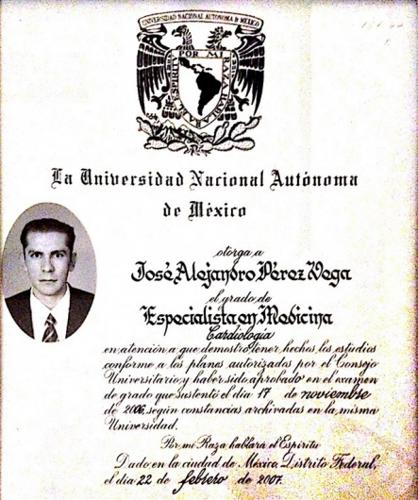 UNIVERSIDAD NACIONAL AUTONOMA DE MEXICO
POR MI RAZA HABLARA EL ESPIRITU
La Universidad Nacional Autónoma
de México
otorga a
José Alejandro Pérez Vega
el grado de
Especialista en Medicina
Cardiología
en atención a que demostró tener hechos los estudios
conforme a los planes autorizados por el Consejo
Universitario y haber sido aprobado en el examen
de grado que sustentó el día 17 de noviembre
de 2006, según constancias archivadas en la misma
Universidad.
Por mi Raza hablará el Espíritu
Dado en la ciudad de México, Distrito Federal,
el día 22 de febrero de 2007.